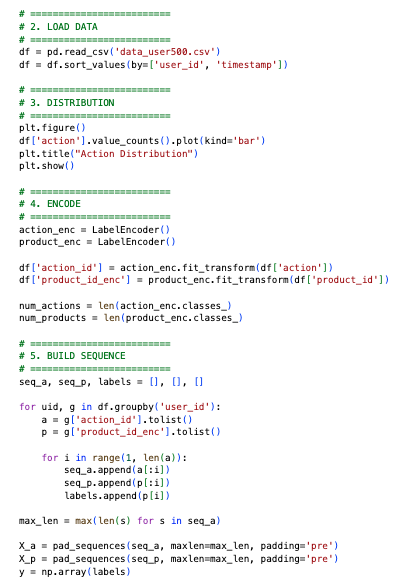 # =========================
# 2. LOAD DATA
# =========================
df = pd.read_csv('data_user500.csv')
df = df.sort_values(by=['user_id', 'timestamp'])

# =========================
# 3. DISTRIBUTION
# =========================
plt.figure()
df['action'].value_counts().plot(kind='bar')
plt.title("Action Distribution")
plt.show()

# =========================
# 4. ENCODE
# =========================
action_enc = LabelEncoder()
product_enc = LabelEncoder()

df['action_id'] = action_enc.fit_transform(df['action'])
df['product_id_enc'] = product_enc.fit_transform(df['product_id'])

num_actions = len(action_enc.classes_)
num_products = len(product_enc.classes_)

# =========================
# 5. BUILD SEQUENCE
# =========================
seq_a, seq_p, labels = [], [], []

for uid, g in df.groupby('user_id'):
    a = g['action_id'].tolist()
    p = g['product_id_enc'].tolist()

    for i in range(1, len(a)):
        seq_a.append(a[:i])
        seq_p.append(p[:i])
        labels.append(p[i])

max_len = max(len(s) for s in seq_a)

X_a = pad_sequences(seq_a, maxlen=max_len, padding='pre')
X_p = pad_sequences(seq_p, maxlen=max_len, padding='pre')
y = np.array(labels)